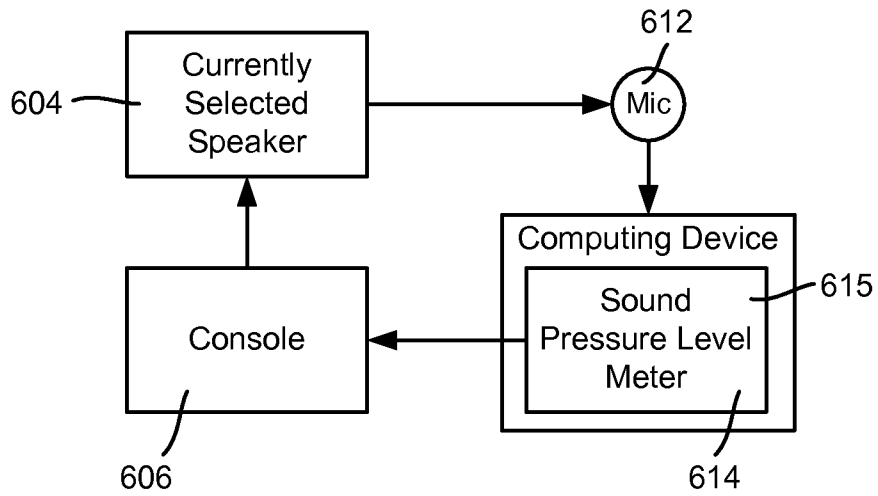 612
604
Currently
Selected
Speaker
Mic
Computing Device
Console
Sound
Pressure Level
Meter
615
606
614